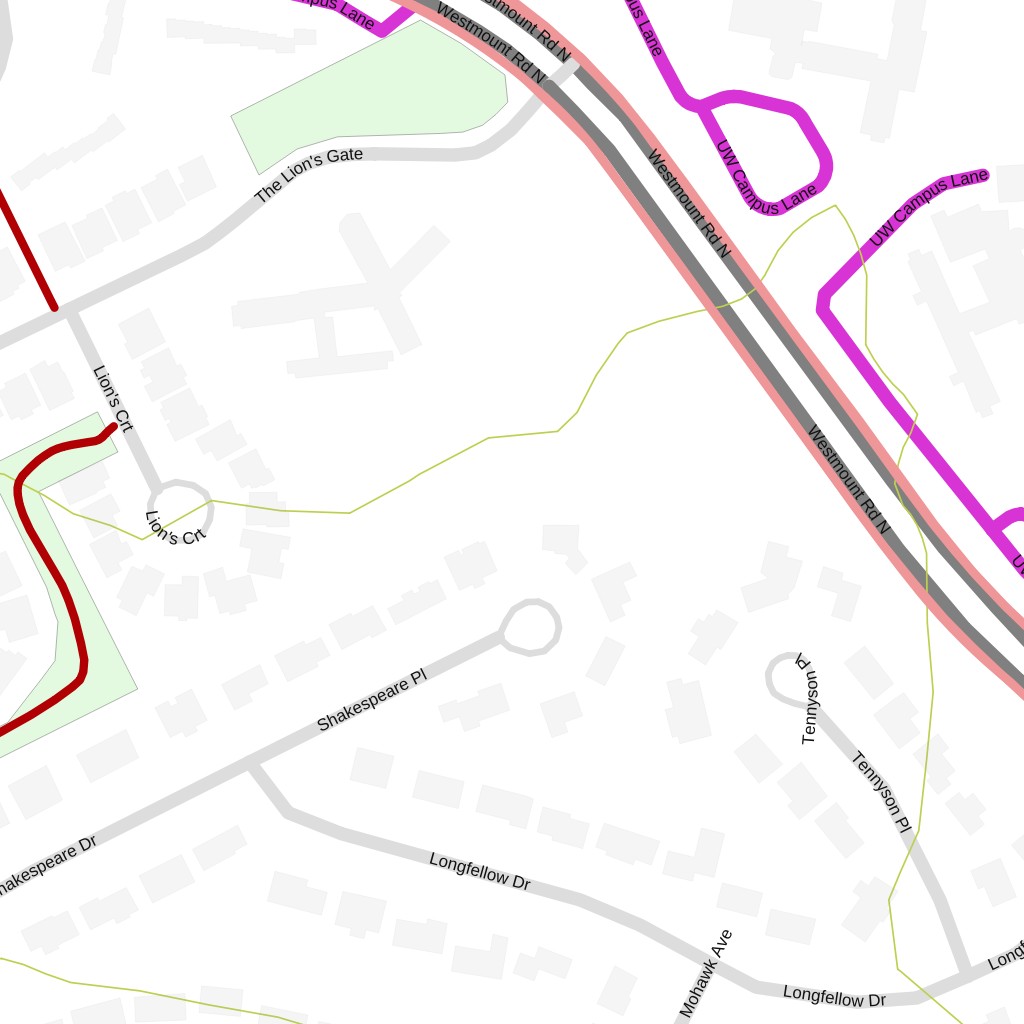 pus Lane
Westmount Rd N
Westmount Rd N
us Lane
UW Campus Lane
Westmount Rd N
UW Campus Lane
The Lion's Gate
Lion's Crt
Lion's Crt
Westmount Rd N
Shakespeare Pl
Tennyson Pl
Tennyson Pl
hakespeare Dr
Longfellow Dr
Mohawk Ave
Longfellow Dr
Longf